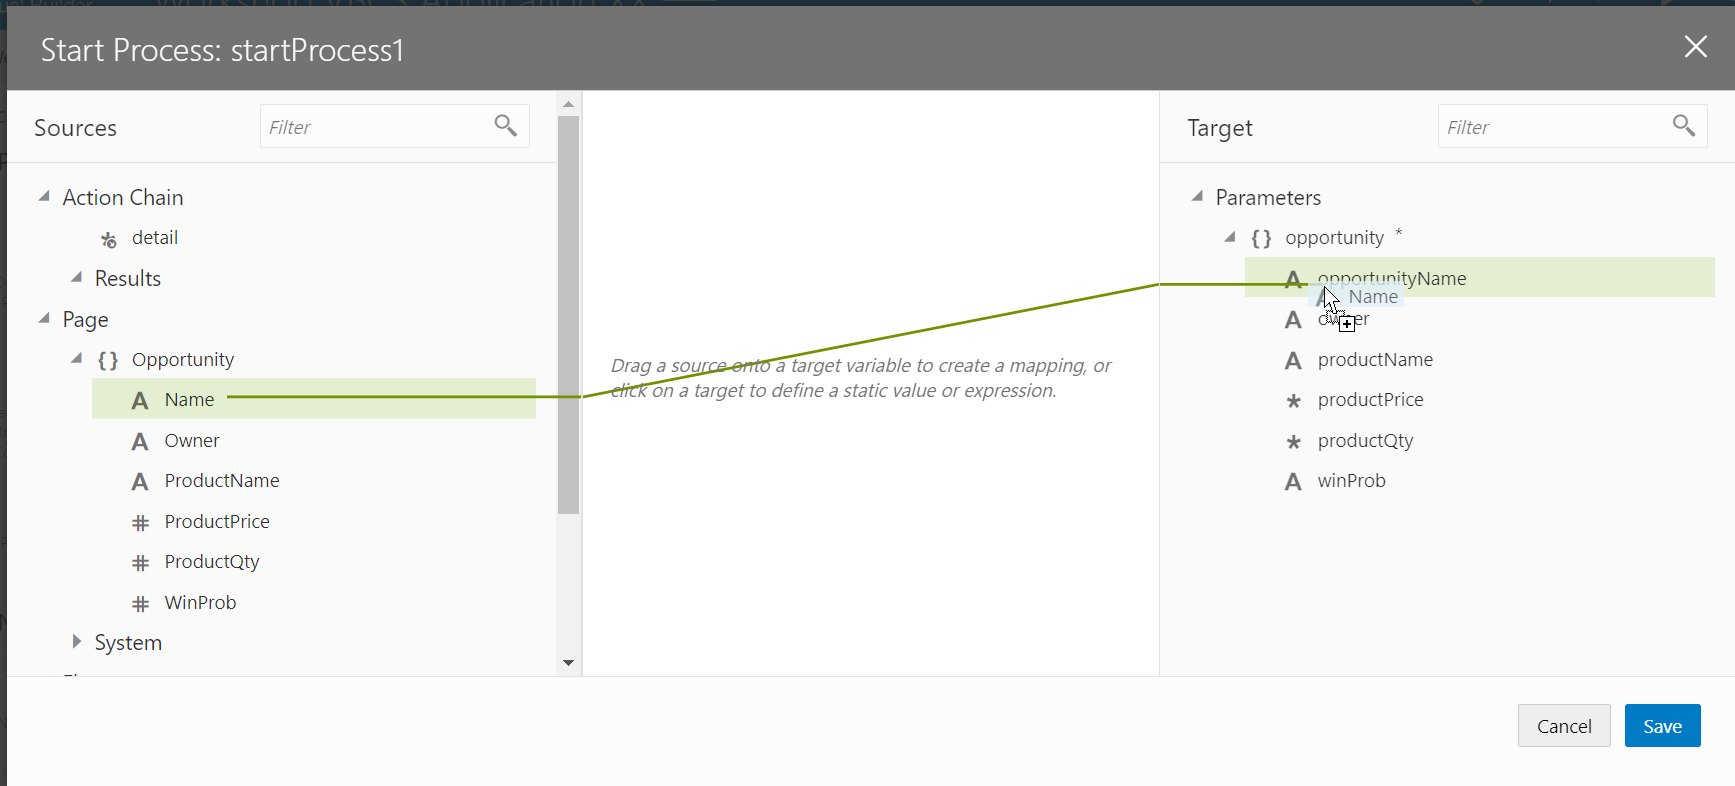 Start Process: startProcess1
Sources
Filter
Target
Filter
Action Chain
detail
Results
Page
{ } Opportunity
A Name
A Owner
A ProductName
# ProductPrice
# ProductQty
# WinProb
System
Drag a source onto a target variable to create a mapping, or
click on a target to define a static value or expression.
Parameters
{ } opportunity *
A opportunityName
Name
A owner
A productName
* productPrice
* productQty
A winProb
Cancel
Save